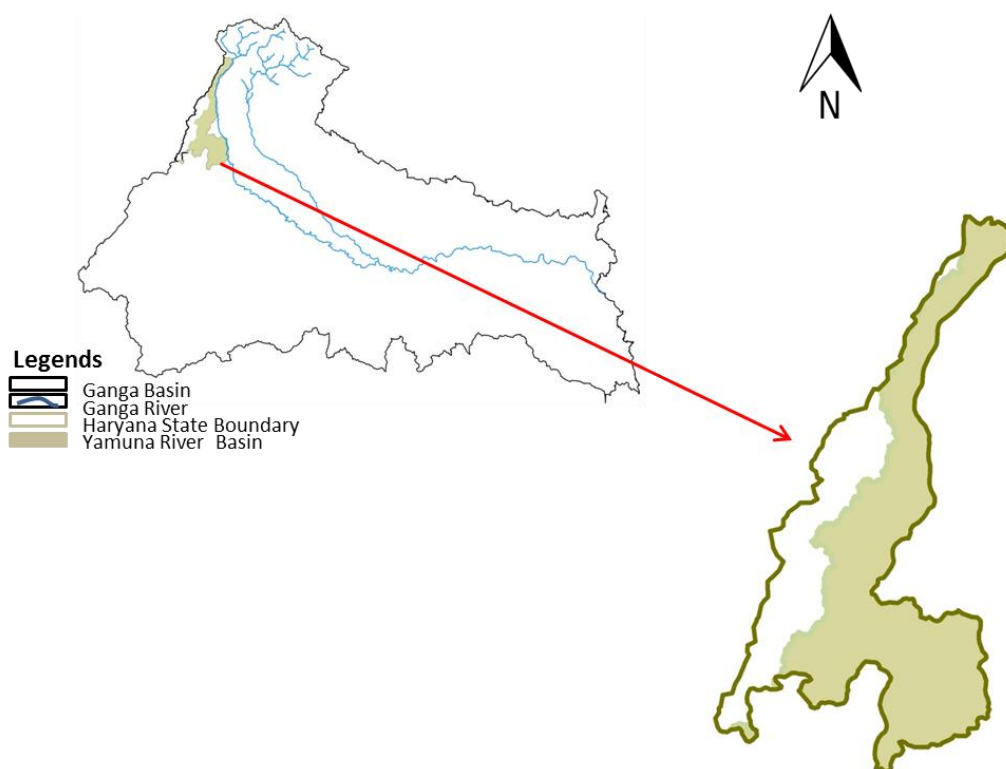 N
Legends
Ganga Basin
Ganga River
Haryana State Boundary
Yamuna River Basin